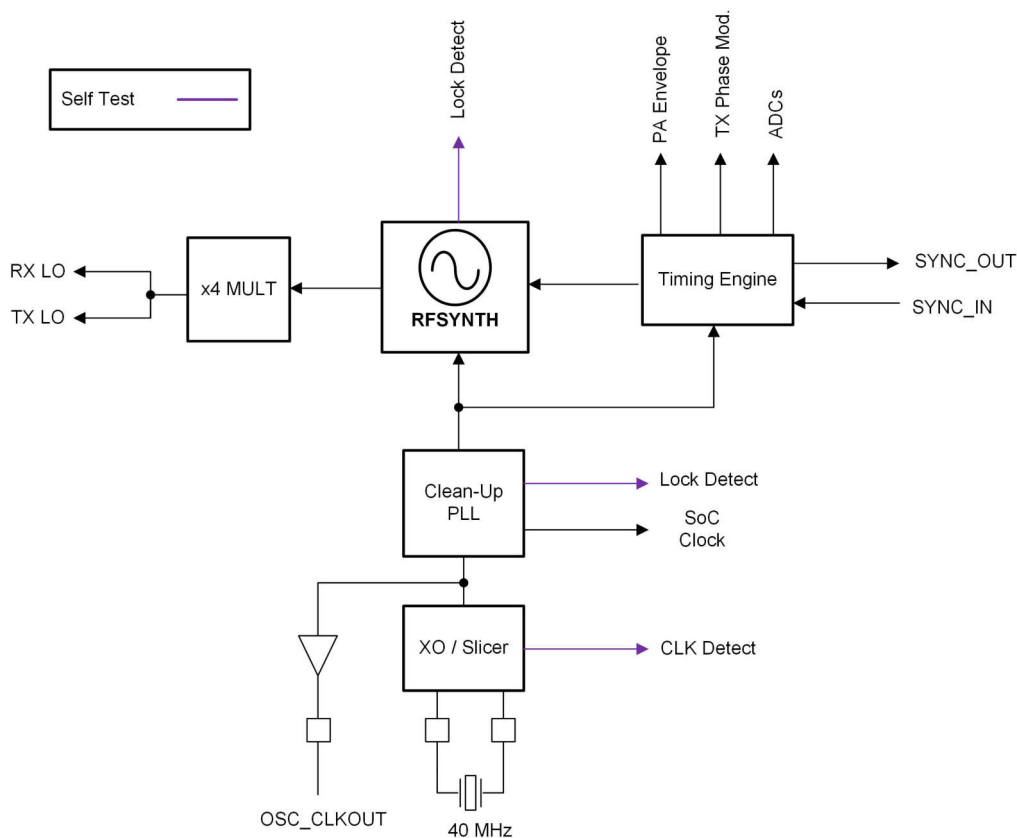 Self Test
Lock Detect
PA Envelope
TX Phase Mod.
ADCs
RX LO
TX LO
x4 MULT
RFSYNTH
Timing Engine
SYNC_OUT
SYNC_IN
Clean-Up
PLL
Lock Detect
SoC
Clock
XO / Slicer
CLK Detect
OSC_CLKOUT
40 MHz